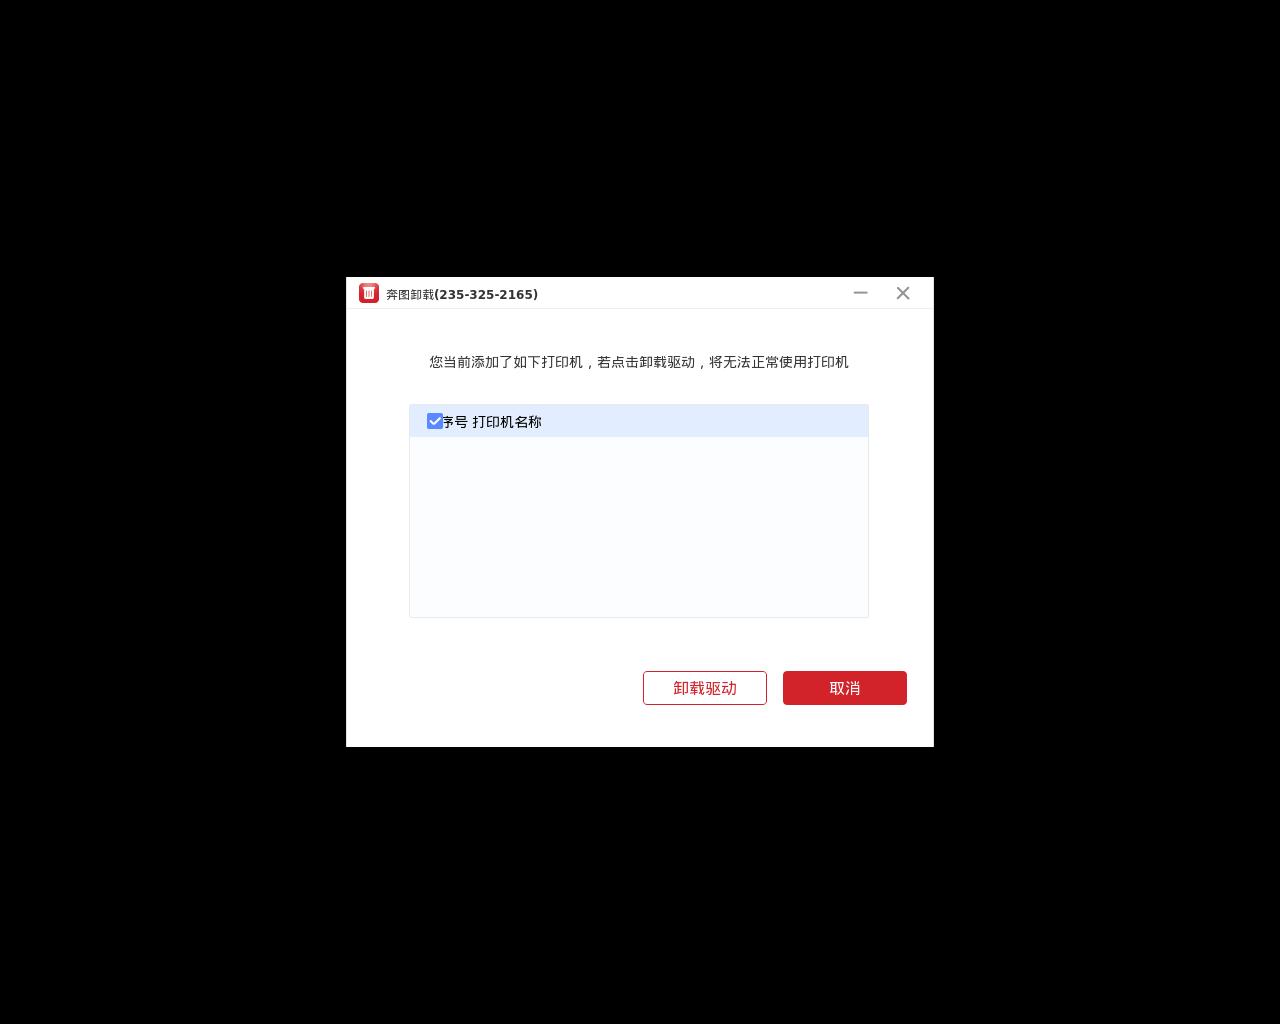 奔图卸载(235-325-2165)
您当前添加了如下打印机，若点击卸载驱动，将无法正常使用打印机
序号 打印机名称
卸载驱动
取消